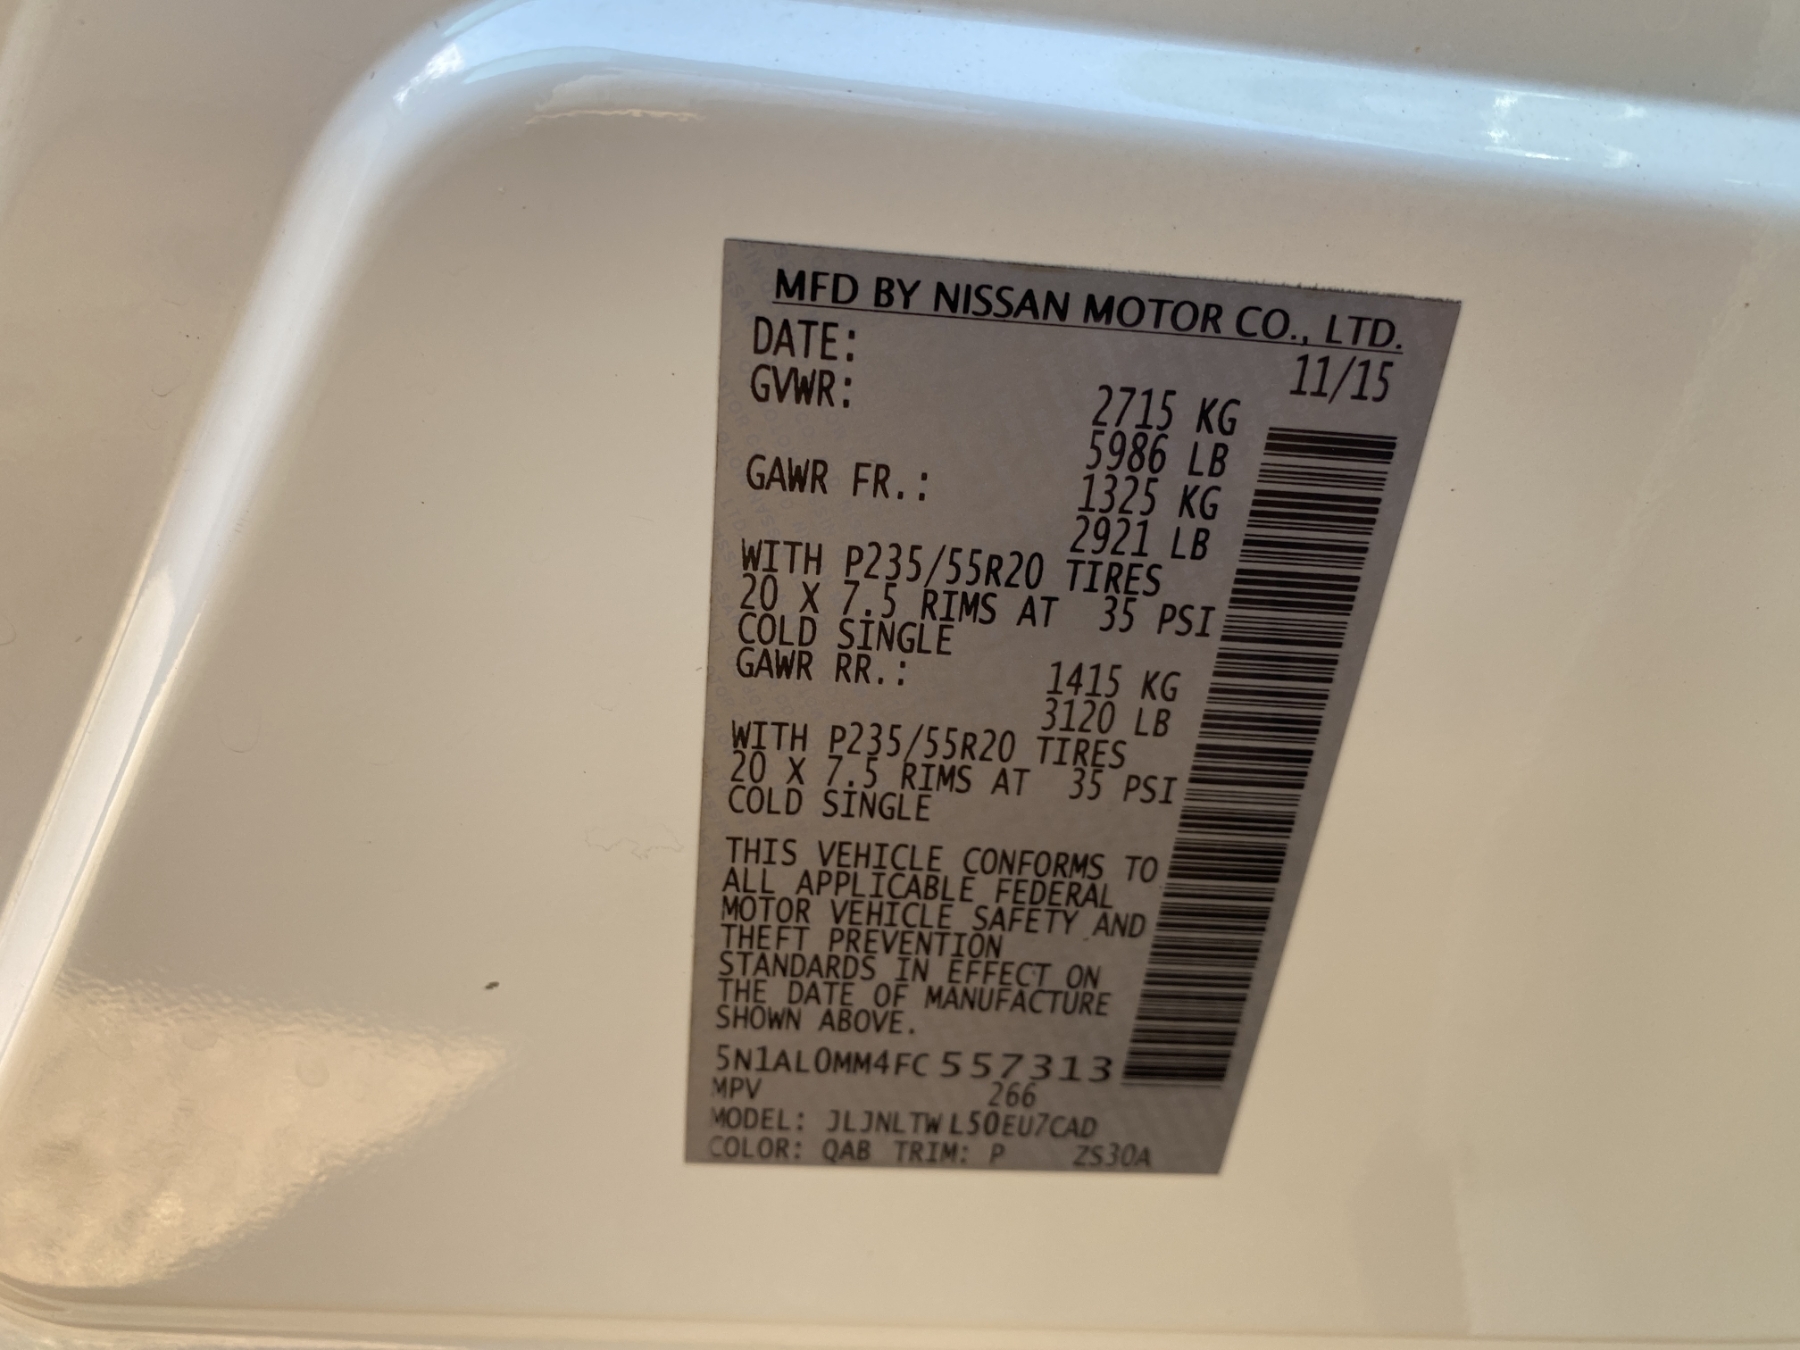 MFD BY NISSAN MOTOR CO., LTD.
DATE: 11/15
GVWR: 2715 KG
5986 LB
GAWR FR.: 1325 KG
2921 LB
WITH P235/55R20 TIRES
20 X 7.5 RIMS AT 35 PSI
COLD SINGLE
GAWR RR.: 1415 KG
3120 LB
WITH P235/55R20 TIRES
20 X 7.5 RIMS AT 35 PSI
COLD SINGLE
THIS VEHICLE CONFORMS TO
ALL APPLICABLE FEDERAL
MOTOR VEHICLE SAFETY AND
THEFT PREVENTION
STANDARDS IN EFFECT ON
THE DATE OF MANUFACTURE
SHOWN ABOVE.
5N1AL0MM4FC557313
MPV 266
MODEL: JLJNLTWL50EU7CAD
COLOR: QAB TRIM: P ZS30A